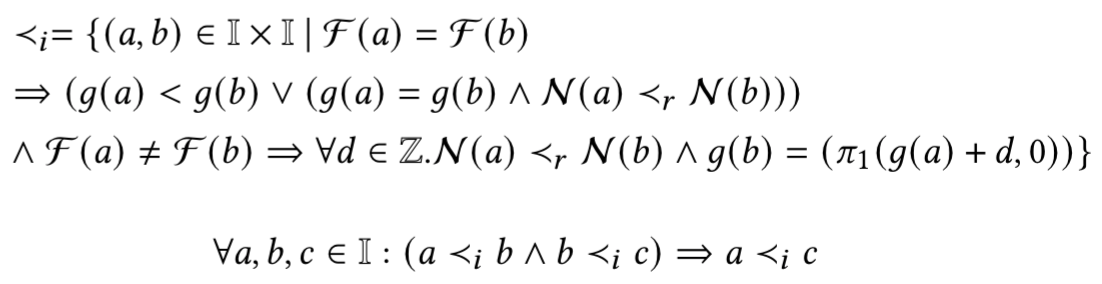 ≺ᵢ= {(a, b) ∈ 𝕀 × 𝕀 | ℱ(a) = ℱ(b)
⟹ (g(a) < g(b) ∨ (g(a) = g(b) ∧ 𝒩(a) ≺ᵣ 𝒩(b)))
∧ ℱ(a) ≠ ℱ(b) ⟹ ∀d ∈ ℤ.𝒩(a) ≺ᵣ 𝒩(b) ∧ g(b) = (π₁(g(a) + d, 0))}
∀a, b, c ∈ 𝕀 : (a ≺ᵢ b ∧ b ≺ᵢ c) ⟹ a ≺ᵢ c